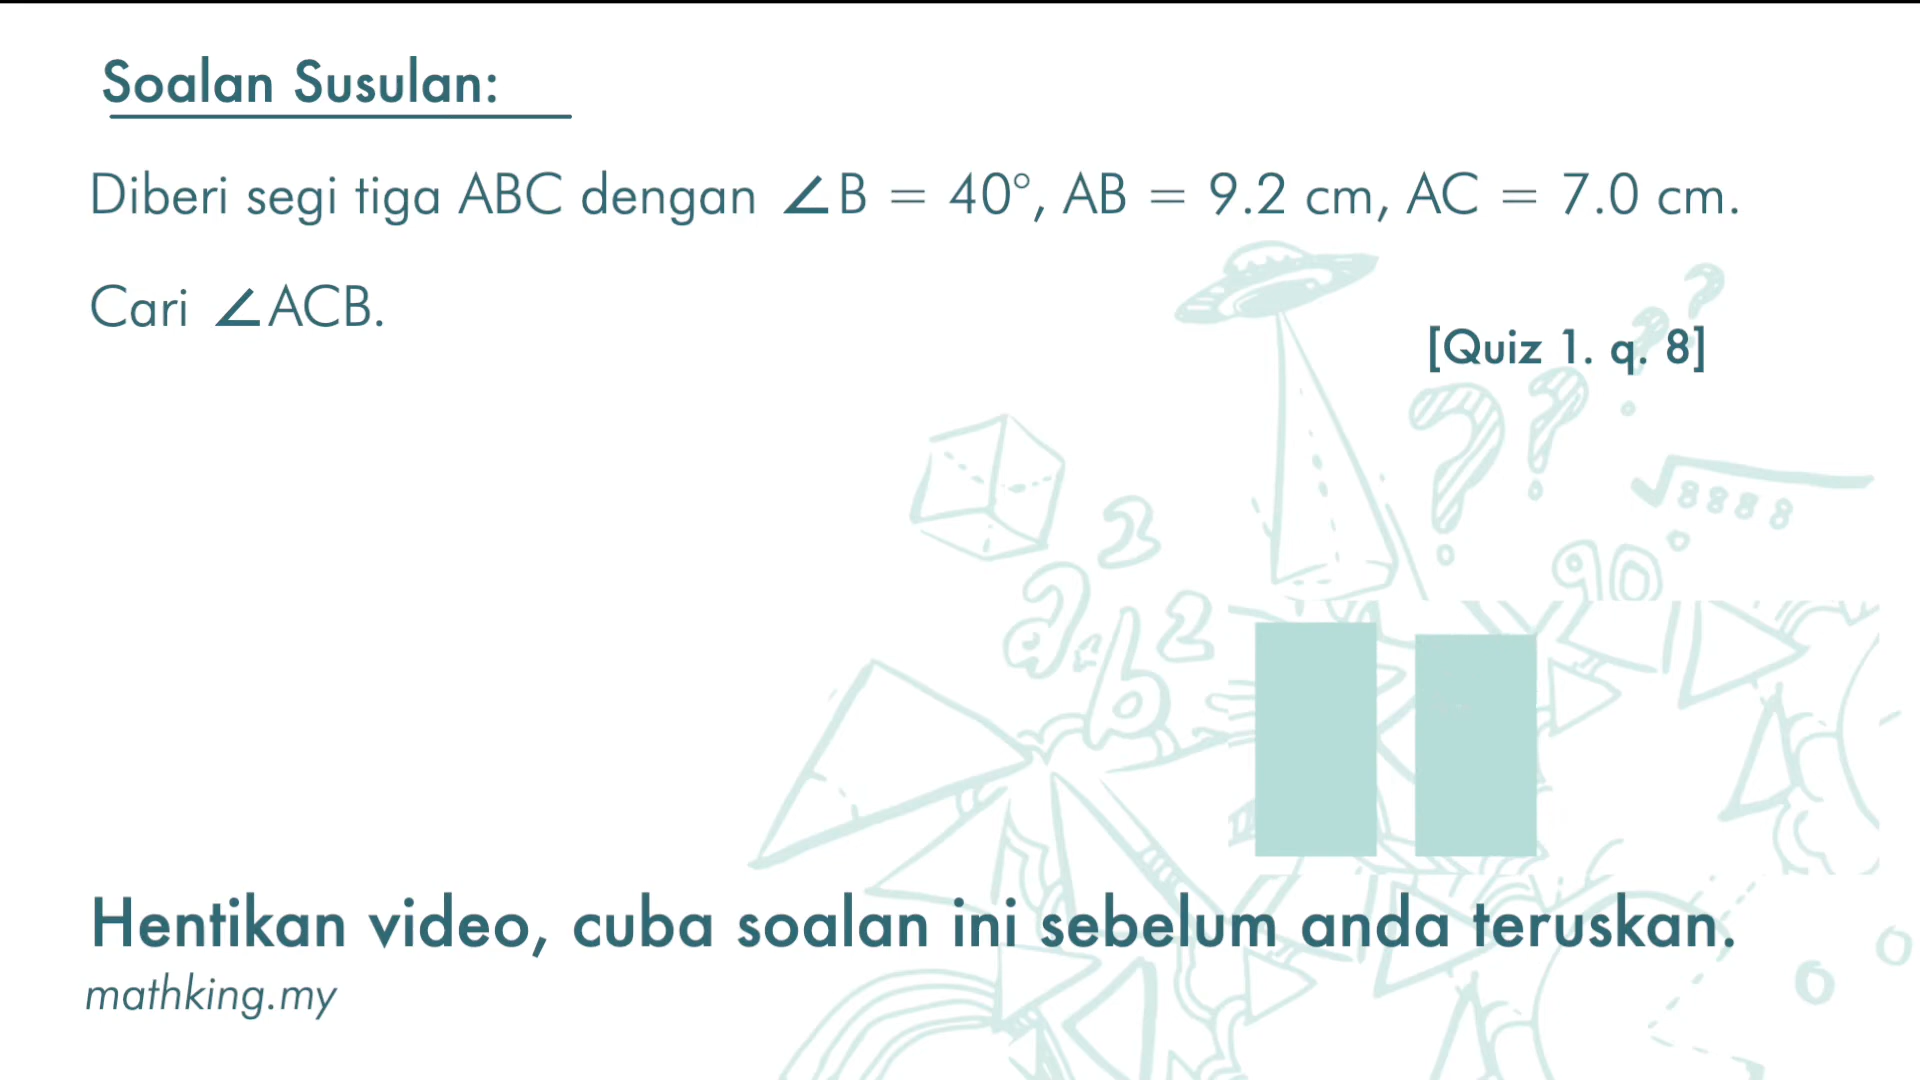 Soalan Susulan:
Diberi segi tiga ABC dengan ∠B = 40°, AB = 9.2 cm, AC = 7.0 cm.
Cari ∠ACB.
[Quiz 1. q. 8]
Hentikan video, cuba soalan ini sebelum anda teruskan.
mathking.my